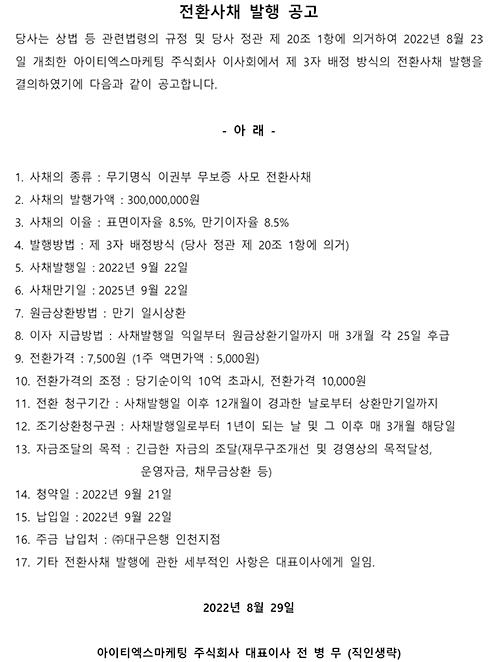 전환사채 발행 공고
당사는 상법 등 관련법령의 규정 및 당사 정관 제 20조 1항에 의거하여 2022년 8월 23
일 개최한 아이티엑스마케팅 주식회사 이사회에서 제 3자 배정 방식의 전환사채 발행을
결의하였기에 다음과 같이 공고합니다.
- 아 래 -
1. 사채의 종류 : 무기명식 이권부 무보증 사모 전환사채
2. 사채의 발행가액 : 300,000,000원
3. 사채의 이율 : 표면이자율 8.5%, 만기이자율 8.5%
4. 발행방법 : 제 3자 배정방식 (당사 정관 제 20조 1항에 의거)
5. 사채발행일 : 2022년 9월 22일
6. 사채만기일 : 2025년 9월 22일
7. 원금상환방법 : 만기 일시상환
8. 이자 지급방법 : 사채발행일 익일부터 원금상환기일까지 매 3개월 각 25일 후급
9. 전환가격 : 7,500원 (1주 액면가액 : 5,000원)
10. 전환가격의 조정 : 당기순이익 10억 초과시, 전환가격 10,000원
11. 전환 청구기간 : 사채발행일 이후 12개월이 경과한 날로부터 상환만기일까지
12. 조기상환청구권 : 사채발행일로부터 1년이 되는 날 및 그 이후 매 3개월 해당일
13. 자금조달의 목적 : 긴급한 자금의 조달(재무구조개선 및 경영상의 목적달성,
운영자금, 채무금상환 등)
14. 청약일 : 2022년 9월 21일
15. 납입일 : 2022년 9월 22일
16. 주금 납입처 : ㈜대구은행 인천지점
17. 기타 전환사채 발행에 관한 세부적인 사항은 대표이사에게 일임.
2022년 8월 29일
아이티엑스마케팅 주식회사 대표이사 전 병 무 (직인생략)